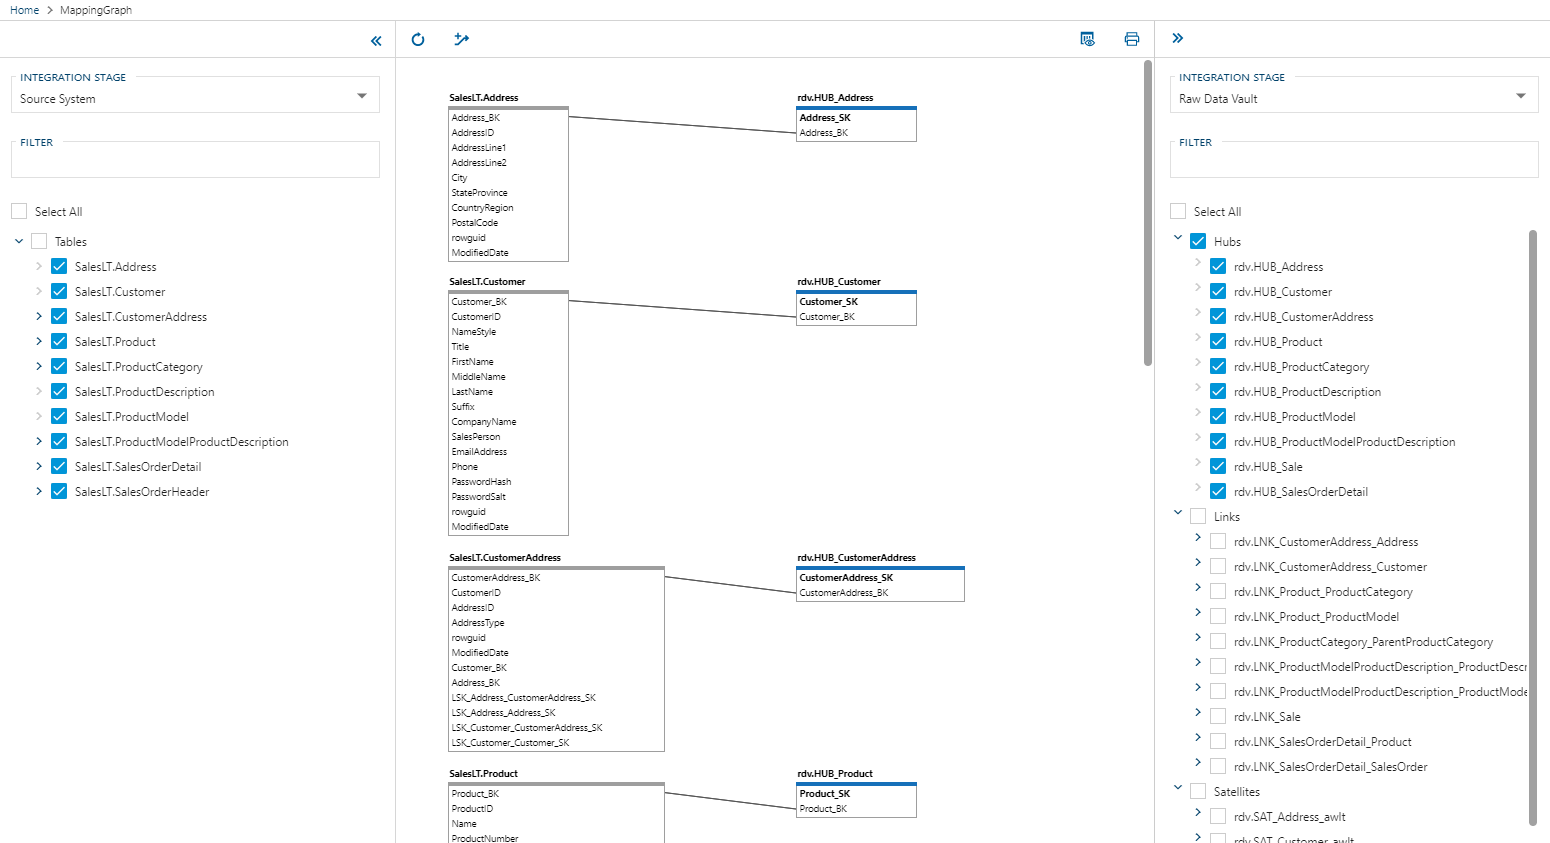 Home > MappingGraph
INTEGRATION STAGE
Source System
FILTER
Select All
Tables
SalesLT.Address
SalesLT.Customer
SalesLT.CustomerAddress
SalesLT.Product
SalesLT.ProductCategory
SalesLT.ProductDescription
SalesLT.ProductModel
SalesLT.ProductModelProductDescription
SalesLT.SalesOrderDetail
SalesLT.SalesOrderHeader
SalesLT.Address
Address_BK
AddressID
AddressLine1
AddressLine2
City
StateProvince
CountryRegion
PostalCode
rowguid
ModifiedDate
rdv.HUB_Address
Address_SK
Address_BK
SalesLT.Customer
Customer_BK
CustomerID
NameStyle
Title
FirstName
MiddleName
LastName
Suffix
CompanyName
SalesPerson
EmailAddress
Phone
PasswordHash
PasswordSalt
rowguid
ModifiedDate
rdv.HUB_Customer
Customer_SK
Customer_BK
SalesLT.CustomerAddress
CustomerAddress_BK
CustomerID
AddressID
AddressType
rowguid
ModifiedDate
Customer_BK
Address_BK
LSK_Address_CustomerAddress_SK
LSK_Address_Address_SK
LSK_Customer_CustomerAddress_SK
LSK_Customer_Customer_SK
rdv.HUB_CustomerAddress
CustomerAddress_SK
CustomerAddress_BK
SalesLT.Product
Product_BK
ProductID
Name
ProductNumber
rdv.HUB_Product
Product_SK
Product_BK
INTEGRATION STAGE
Raw Data Vault
FILTER
Select All
Hubs
rdv.HUB_Address
rdv.HUB_Customer
rdv.HUB_CustomerAddress
rdv.HUB_Product
rdv.HUB_ProductCategory
rdv.HUB_ProductDescription
rdv.HUB_ProductModel
rdv.HUB_ProductModelProductDescription
rdv.HUB_Sale
rdv.HUB_SalesOrderDetail
Links
rdv.LNK_CustomerAddress_Address
rdv.LNK_CustomerAddress_Customer
rdv.LNK_Product_ProductCategory
rdv.LNK_Product_ProductModel
rdv.LNK_ProductCategory_ParentProductCategory
rdv.LNK_ProductModelProductDescription_ProductDescr
rdv.LNK_ProductModelProductDescription_ProductMode
rdv.LNK_Sale
rdv.LNK_SalesOrderDetail_Product
rdv.LNK_SalesOrderDetail_SalesOrder
Satellites
rdv.SAT_Address_awlt
rdv.SAT_Customer_awlt